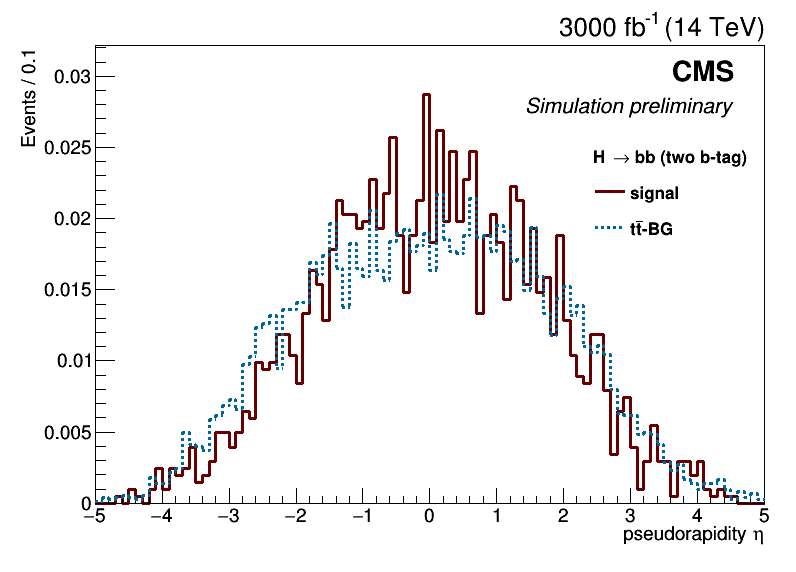 3000 fb-1 (14 TeV)
CMS
Simulation preliminary
H → bb (two b-tag)
signal
tt̄-BG
Events / 0.1
0.03
0.025
0.02
0.015
0.01
0.005
0
−5 −4 −3 −2 −1 0 1 2 3 4 5
pseudorapidity η